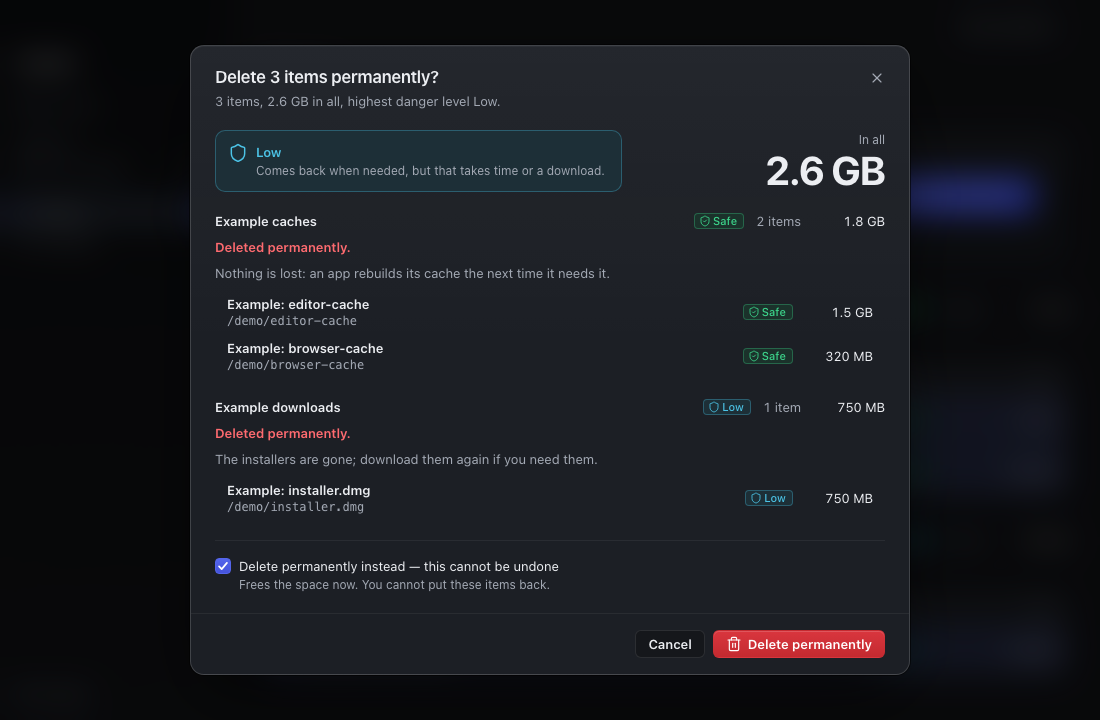 Delete 3 items permanently?
3 items, 2.6 GB in all, highest danger level Low.
Low
Comes back when needed, but that takes time or a download.
In all
2.6 GB
Example caches
Safe
2 items
1.8 GB
Deleted permanently.
Nothing is lost: an app rebuilds its cache the next time it needs it.
Example: editor-cache
/demo/editor-cache
Safe
1.5 GB
Example: browser-cache
/demo/browser-cache
Safe
320 MB
Example downloads
Low
1 item
750 MB
Deleted permanently.
The installers are gone; download them again if you need them.
Example: installer.dmg
/demo/installer.dmg
Low
750 MB
Delete permanently instead — this cannot be undone
Frees the space now. You cannot put these items back.
Cancel
Delete permanently